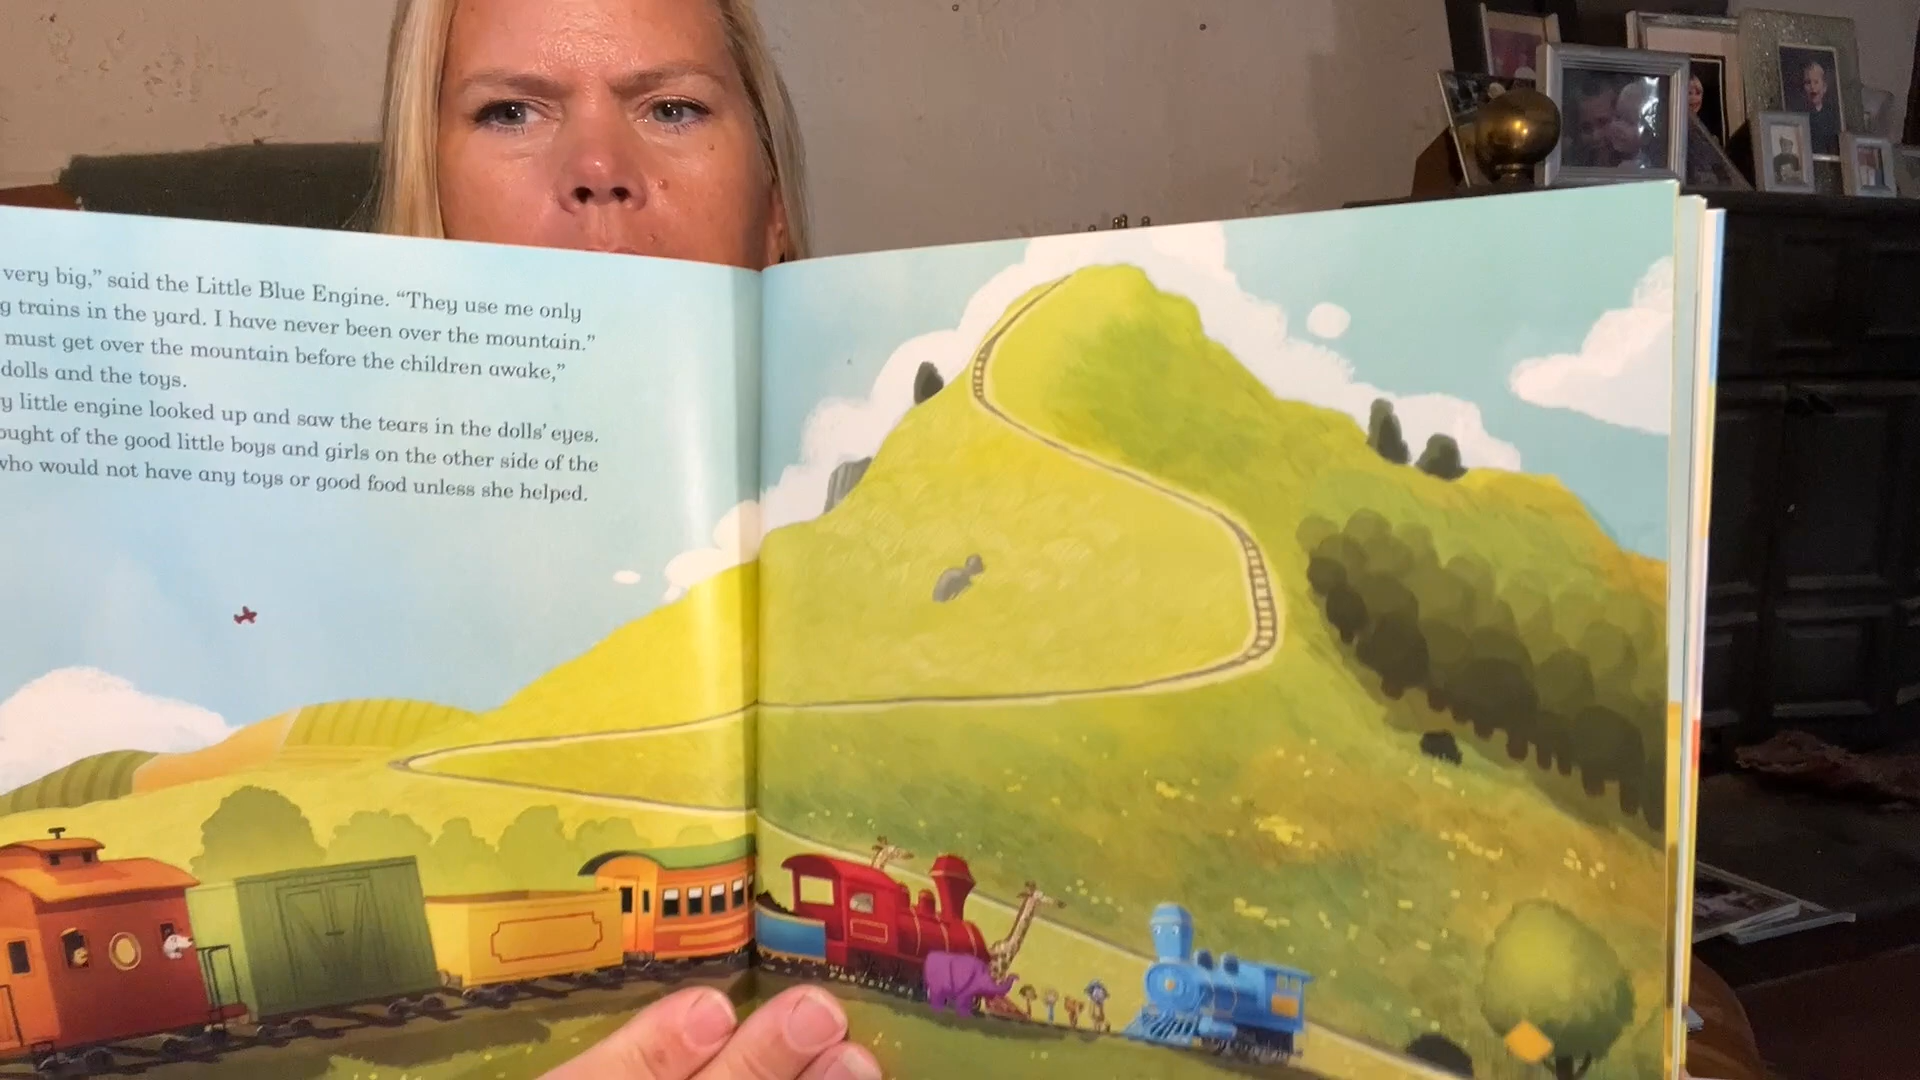 very big,” said the Little Blue Engine. “They use me only
trains in the yard. I have never been over the mountain.”
must get over the mountain before the children awake,”
dolls and the toys.
little engine looked up and saw the tears in the dolls’ eyes.
of the good little boys and girls on the other side of the
who would not have any toys or good food unless she helped.